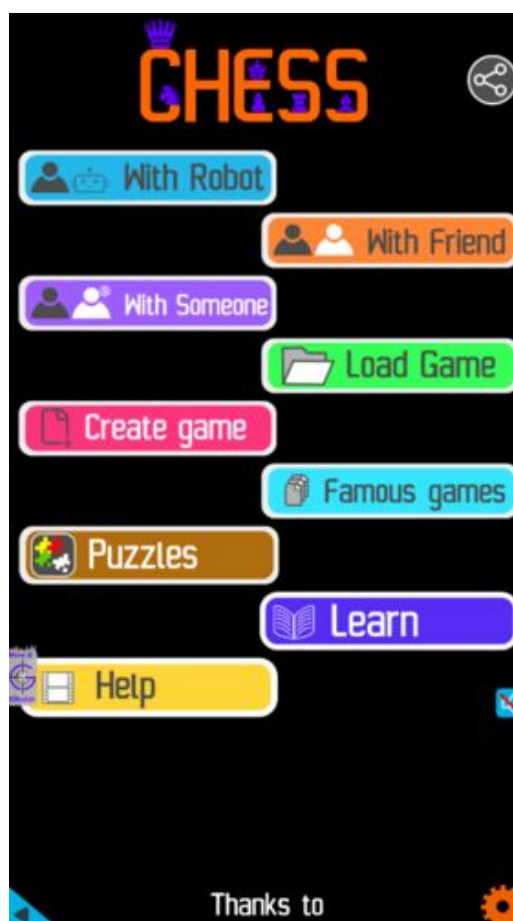 CHESS
With Robot
With Friend
With Someone
Load Game
Create game
Famous games
Puzzles
Learn
Help
Thanks to